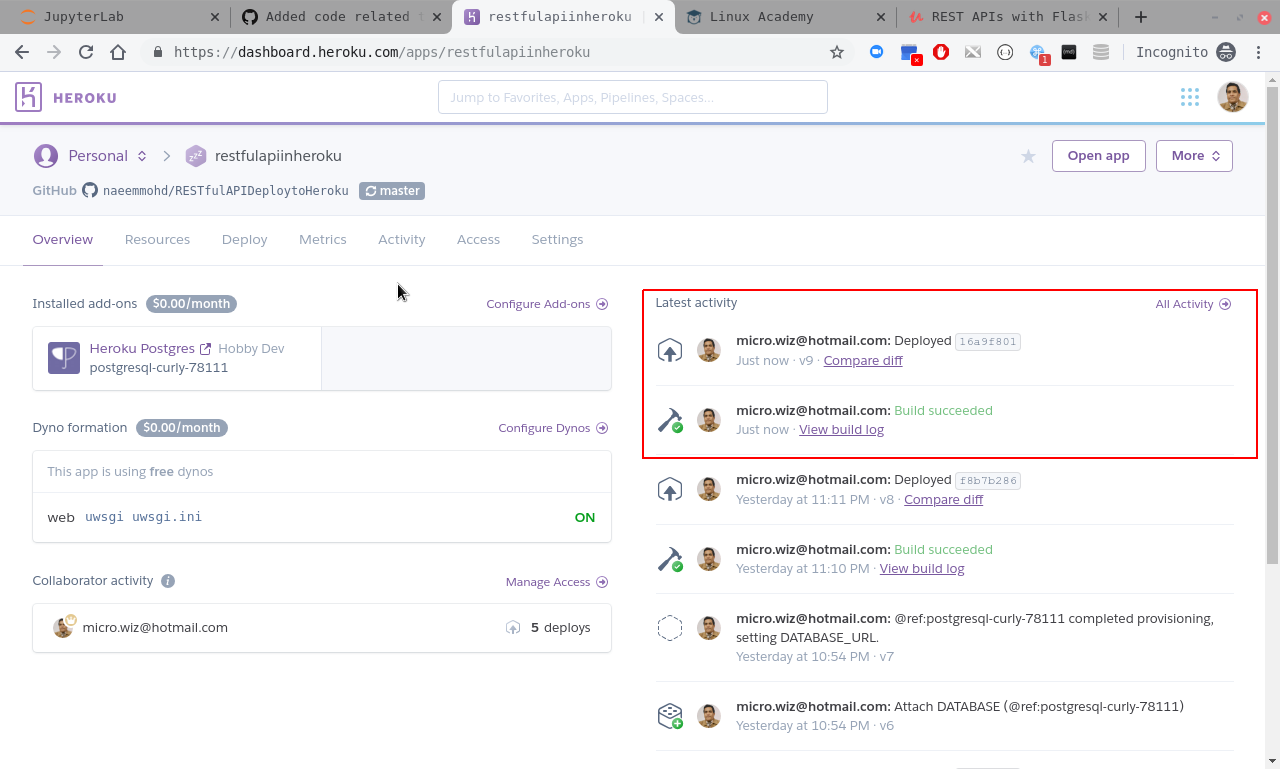 JupyterLab
Added code related
restfulapiinheroku
Linux Academy
REST APIs with Flask
https://dashboard.heroku.com/apps/restfulapiinheroku
1
Incognito
HEROKU
Jump to Favorites, Apps, Pipelines, Spaces...
Personal
restfulapiinheroku
Open app
More
GitHub naeemmohd/RESTfulAPIDeploytoHeroku master
Overview Resources Deploy Metrics Activity Access Settings
Installed add-ons $0.00/month
Configure Add-ons
Heroku Postgres Hobby Dev
postgresql-curly-78111
Dyno formation $0.00/month
Configure Dynos
This app is using free dynos
web uwsgi uwsgi.ini ON
Collaborator activity i
Manage Access
micro.wiz@hotmail.com 5 deploys
Latest activity
All Activity
micro.wiz@hotmail.com: Deployed 16a9f801
Just now · v9 · Compare diff
micro.wiz@hotmail.com: Build succeeded
Just now · View build log
micro.wiz@hotmail.com: Deployed f8b7b286
Yesterday at 11:11 PM · v8 · Compare diff
micro.wiz@hotmail.com: Build succeeded
Yesterday at 11:10 PM · View build log
micro.wiz@hotmail.com: @ref:postgresql-curly-78111 completed provisioning,
setting DATABASE_URL.
Yesterday at 10:54 PM · v7
micro.wiz@hotmail.com: Attach DATABASE (@ref:postgresql-curly-78111)
Yesterday at 10:54 PM · v6